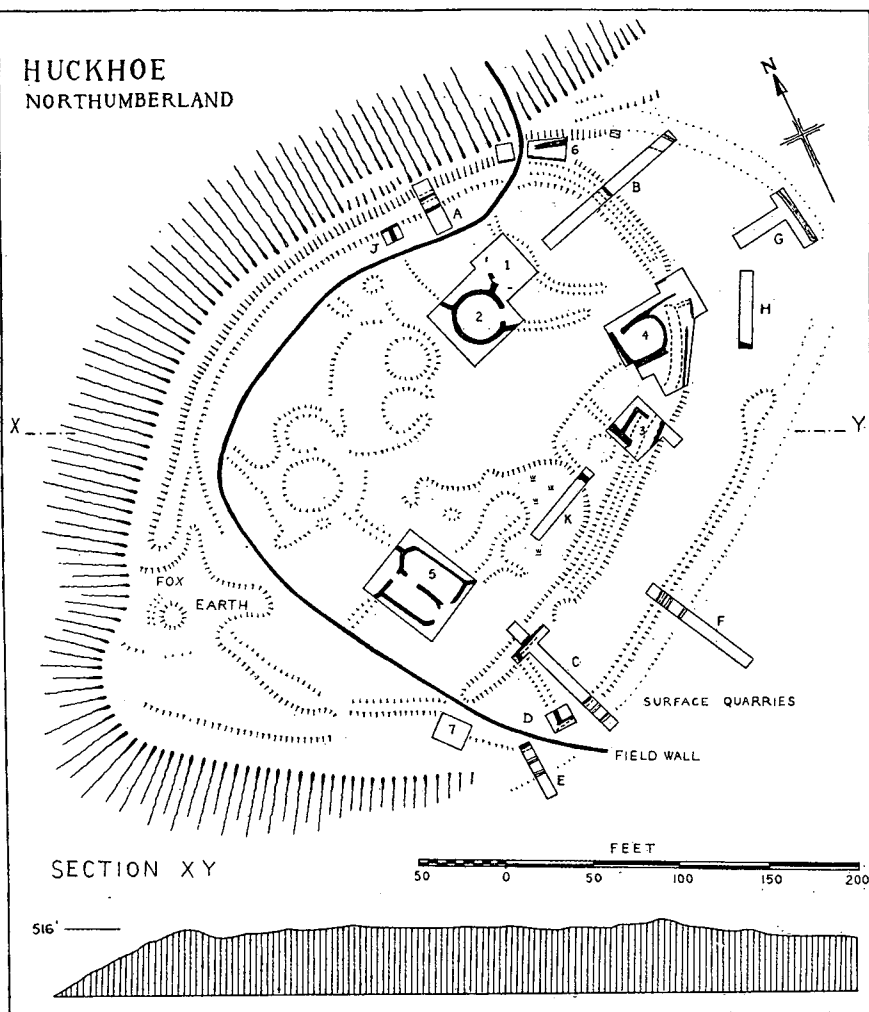 HUCKHOE
NORTHUMBERLAND
N
6
B
A
J
G
1
2
H
4
X
Y
3
K
5
FOX
EARTH
F
C
SURFACE QUARRIES
D
7
FIELD WALL
E
FEET
SECTION XY
50 0 50 100 150 200
516'